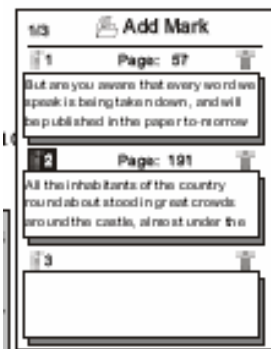 1/3 Add Mark
1 Page: 57
But are you aware that every word we
speak is being taken down, and will
be published in the paper to-morrow
2 Page: 191
All the inhabitants of the country
round about stood in great crowds
around the castle, almost under the
3